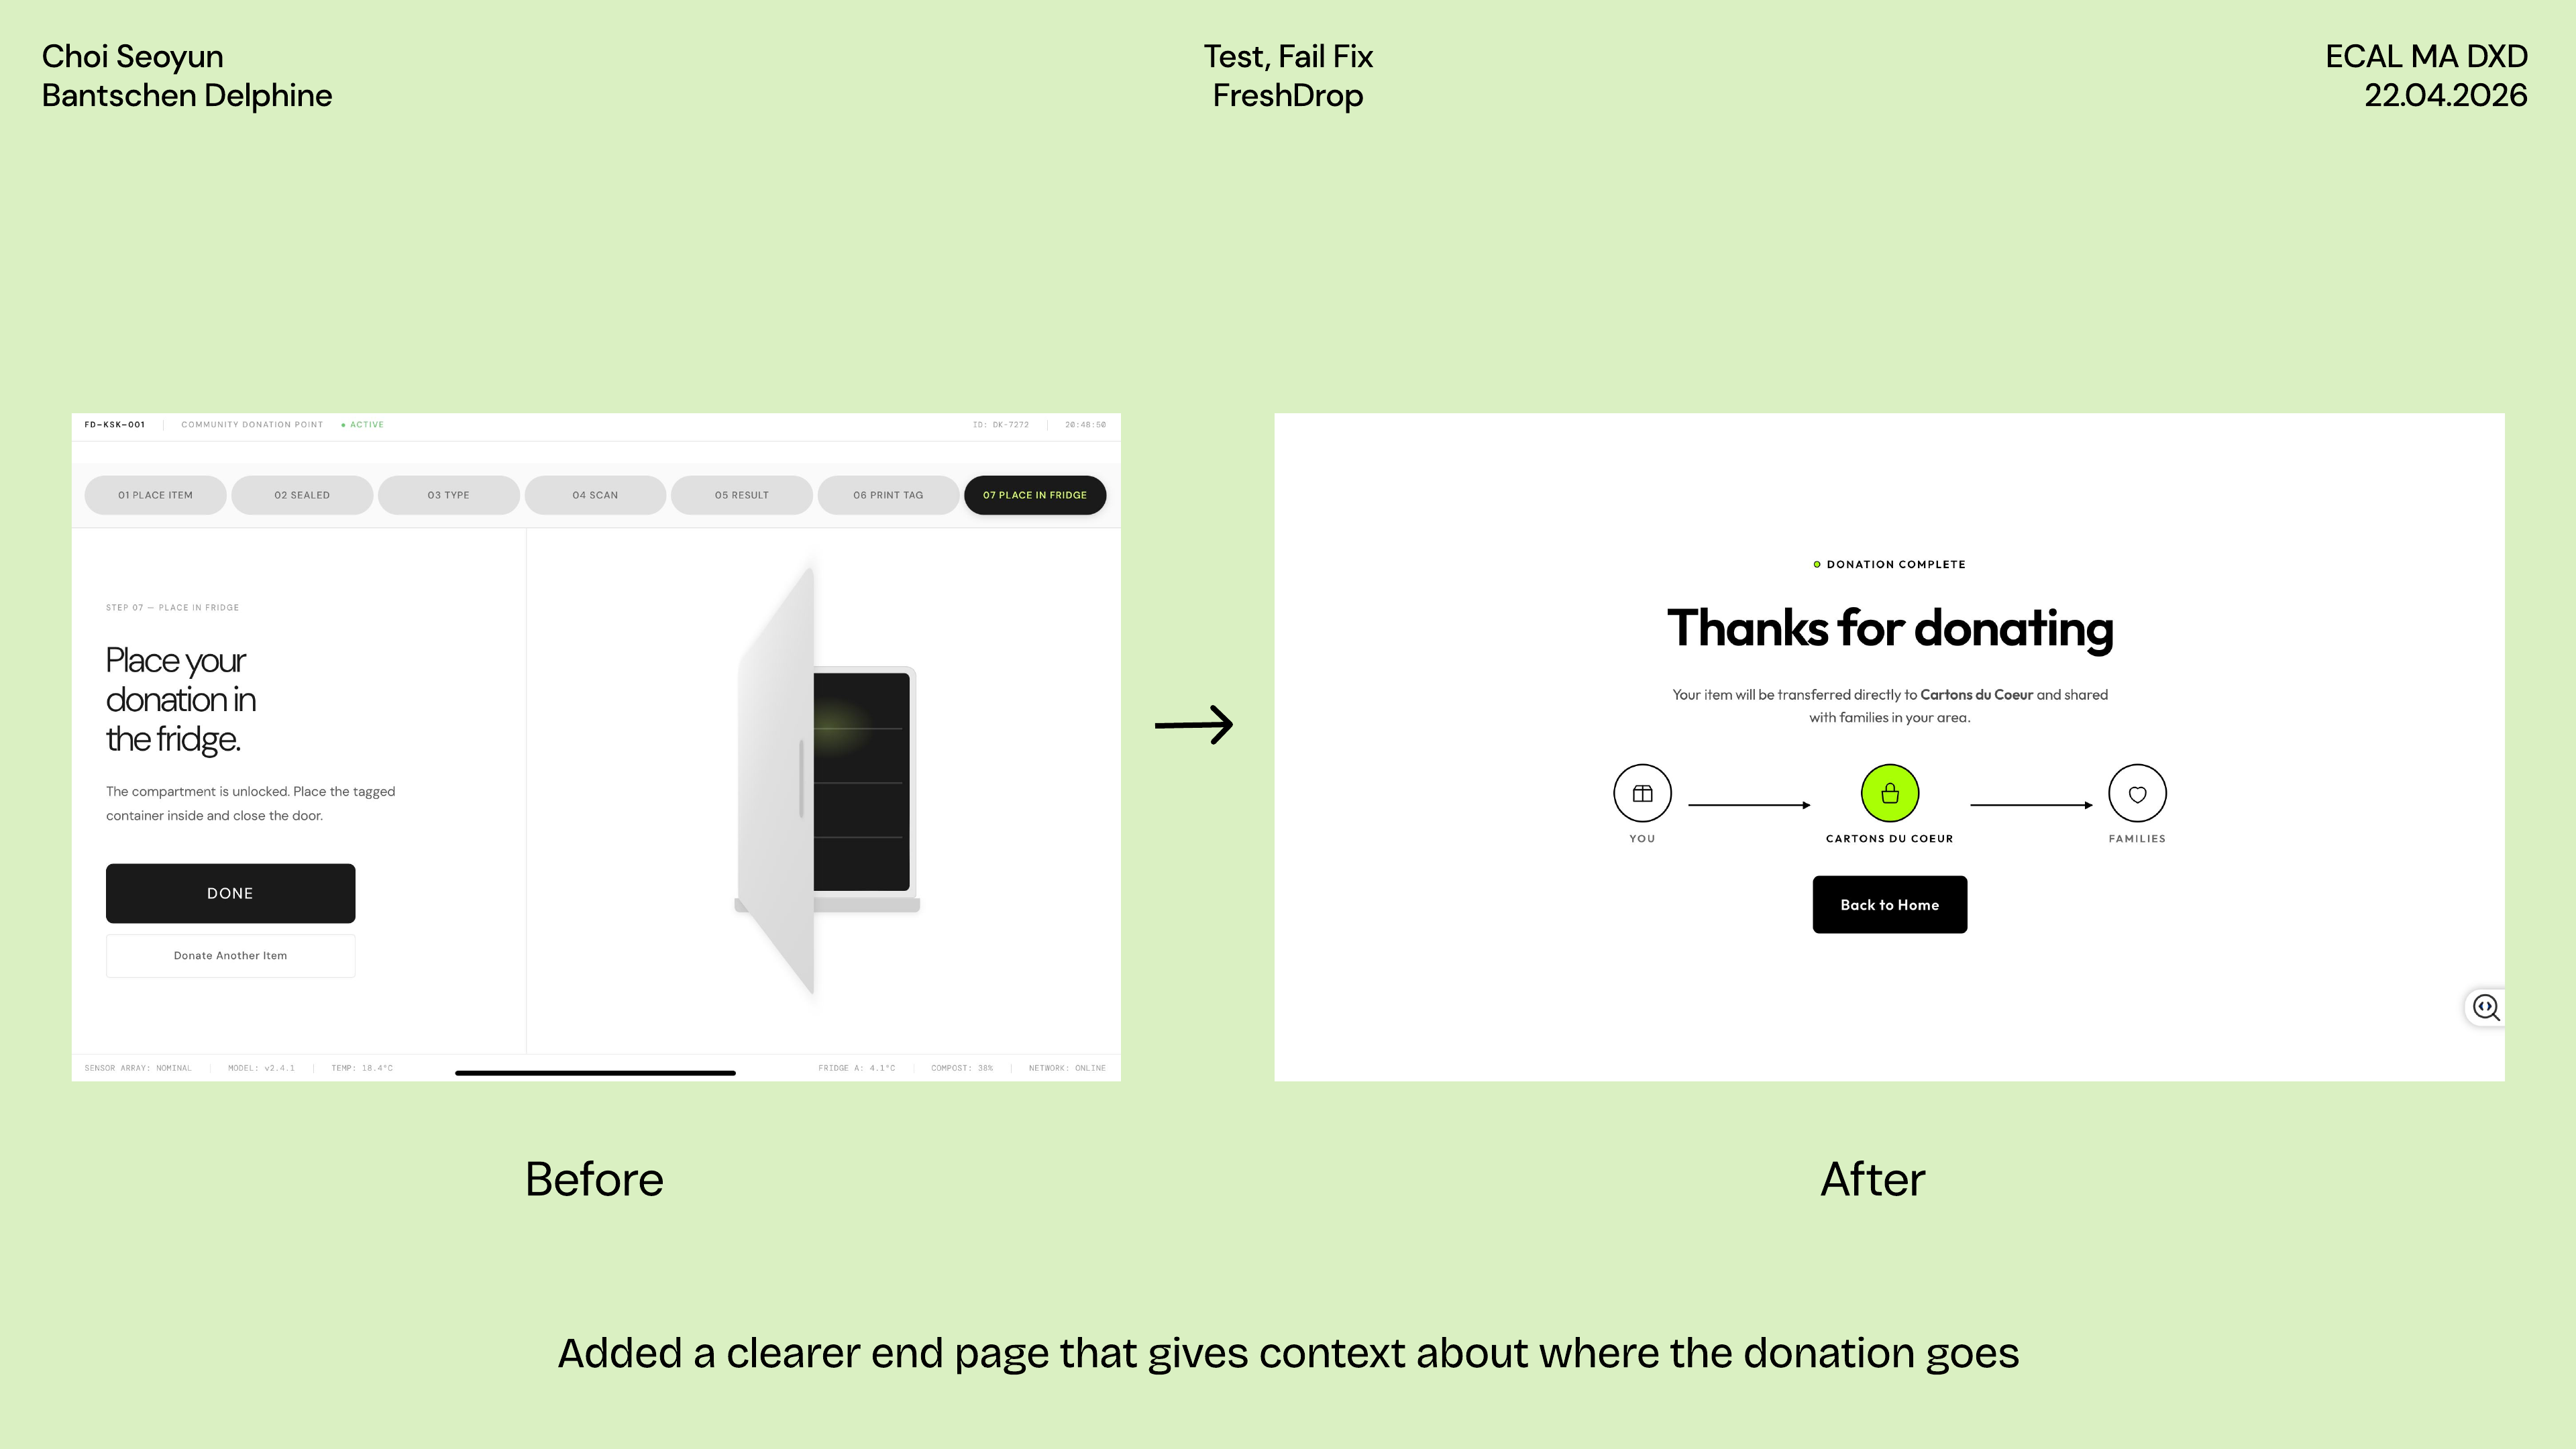 Choi Seoyun
Bantschen Delphine
Test, Fail Fix
FreshDrop
ECAL MA DXD
22.04.2026
FD–KSK–001
COMMUNITY DONATION POINT
ACTIVE
ID: DK-7272
20:48:50
01 PLACE ITEM
02 SEALED
03 TYPE
04 SCAN
05 RESULT
06 PRINT TAG
07 PLACE IN FRIDGE
STEP 07 — PLACE IN FRIDGE
Place your
donation in
the fridge.
The compartment is unlocked. Place the tagged
container inside and close the door.
DONE
Donate Another Item
SENSOR ARRAY: NOMINAL
MODEL: v2.4.1
TEMP: 18.4°C
FRIDGE A: 4.1°C
COMPOST: 38%
NETWORK: ONLINE
DONATION COMPLETE
Thanks for donating
Your item will be transferred directly to Cartons du Coeur and shared
with families in your area.
YOU
CARTONS DU COEUR
FAMILIES
Back to Home
Before
After
Added a clearer end page that gives context about where the donation goes